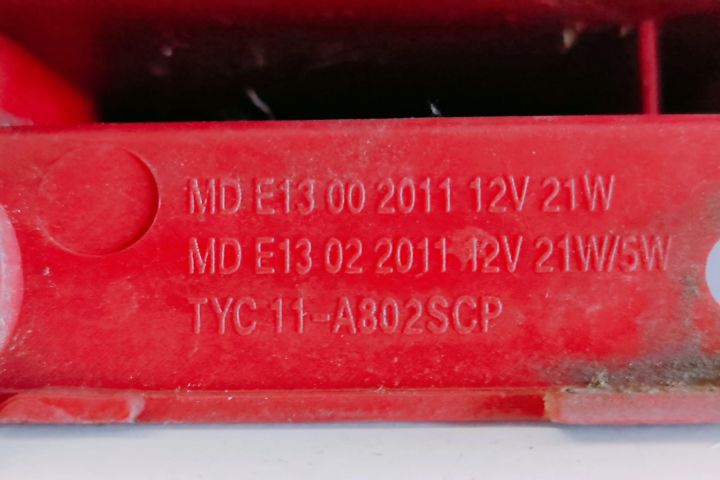 MD E13 00 2011 12V 21W
MD E13 02 2011 12V 21W/5W
TYC 11-A802SCP